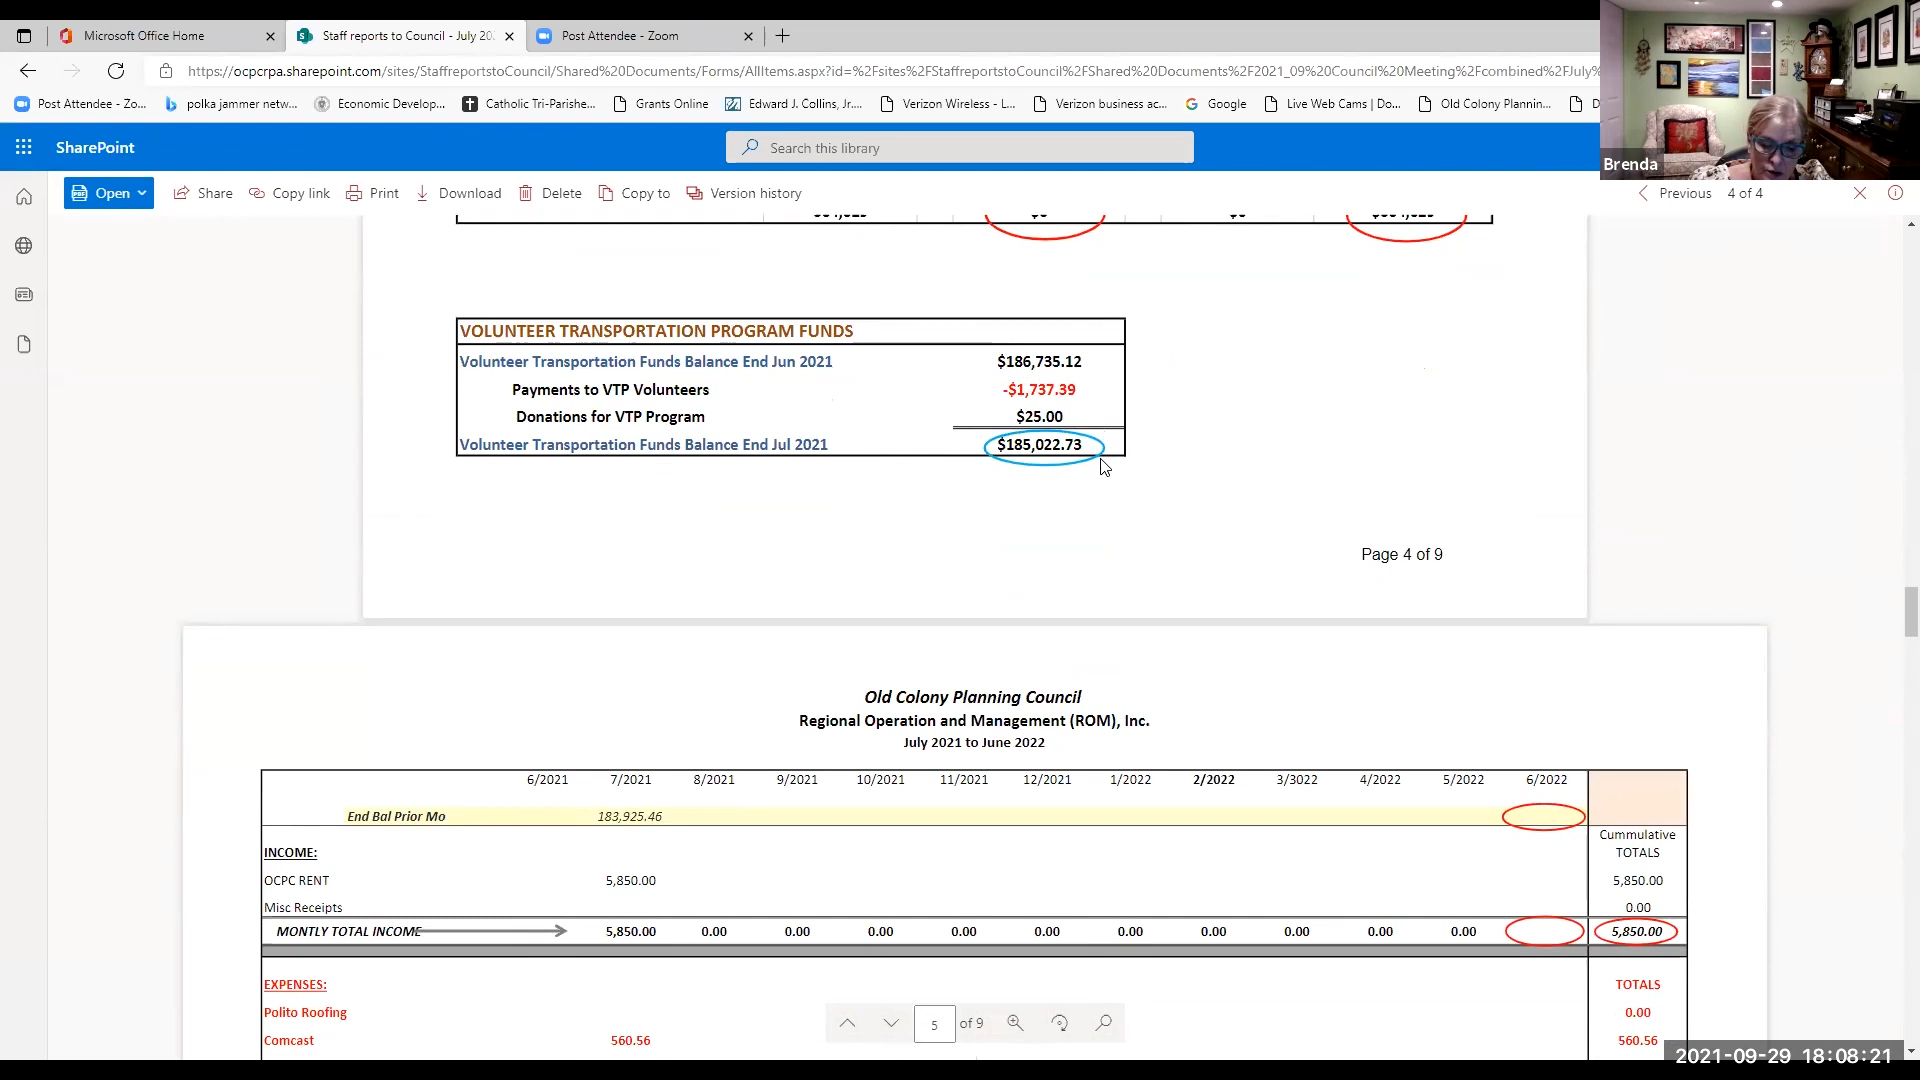 Microsoft Office Home
Staff reports to Council - July 20
Post Attendee - Zoom
https://ocpcrpa.sharepoint.com/sites/StaffreportstoCouncil/Shared%20Documents/Forms/AllItems.aspx?id=%2Fsites%2FStaffreportstoCouncil%2FShared%20Documents%2F2021_09%20Council%20Meeting%2Fcombined%2FJuly%
Post Attendee - Zo...
polka jammer netw...
Economic Develop...
Catholic Tri-Parishe...
Grants Online
Edward J. Collins, Jr....
Verizon Wireless - L...
Verizon business ac...
Google
Live Web Cams | Do...
Old Colony Plannin...
D
Brenda
SharePoint
Search this library
Open
Share
Copy link
Print
Download
Delete
Copy to
Version history
Previous
4 of 4
VOLUNTEER TRANSPORTATION PROGRAM FUNDS
Volunteer Transportation Funds Balance End Jun 2021 $186,735.12
Payments to VTP Volunteers -$1,737.39
Donations for VTP Program $25.00
Volunteer Transportation Funds Balance End Jul 2021 $185,022.73
Page 4 of 9
Old Colony Planning Council
Regional Operation and Management (ROM), Inc.
July 2021 to June 2022
6/2021 7/2021 8/2021 9/2021 10/2021 11/2021 12/2021 1/2022 2/2022 3/3022 4/2022 5/2022 6/2022
End Bal Prior Mo 183,925.46
Cummulative
INCOME: TOTALS
OCPC RENT 5,850.00 5,850.00
Misc Receipts 0.00
MONTLY TOTAL INCOME 5,850.00 0.00 0.00 0.00 0.00 0.00 0.00 0.00 0.00 0.00 0.00 5,850.00
EXPENSES: TOTALS
Polito Roofing 0.00
Comcast 560.56 560.56
5 of 9
2021-09-29 18:08:21